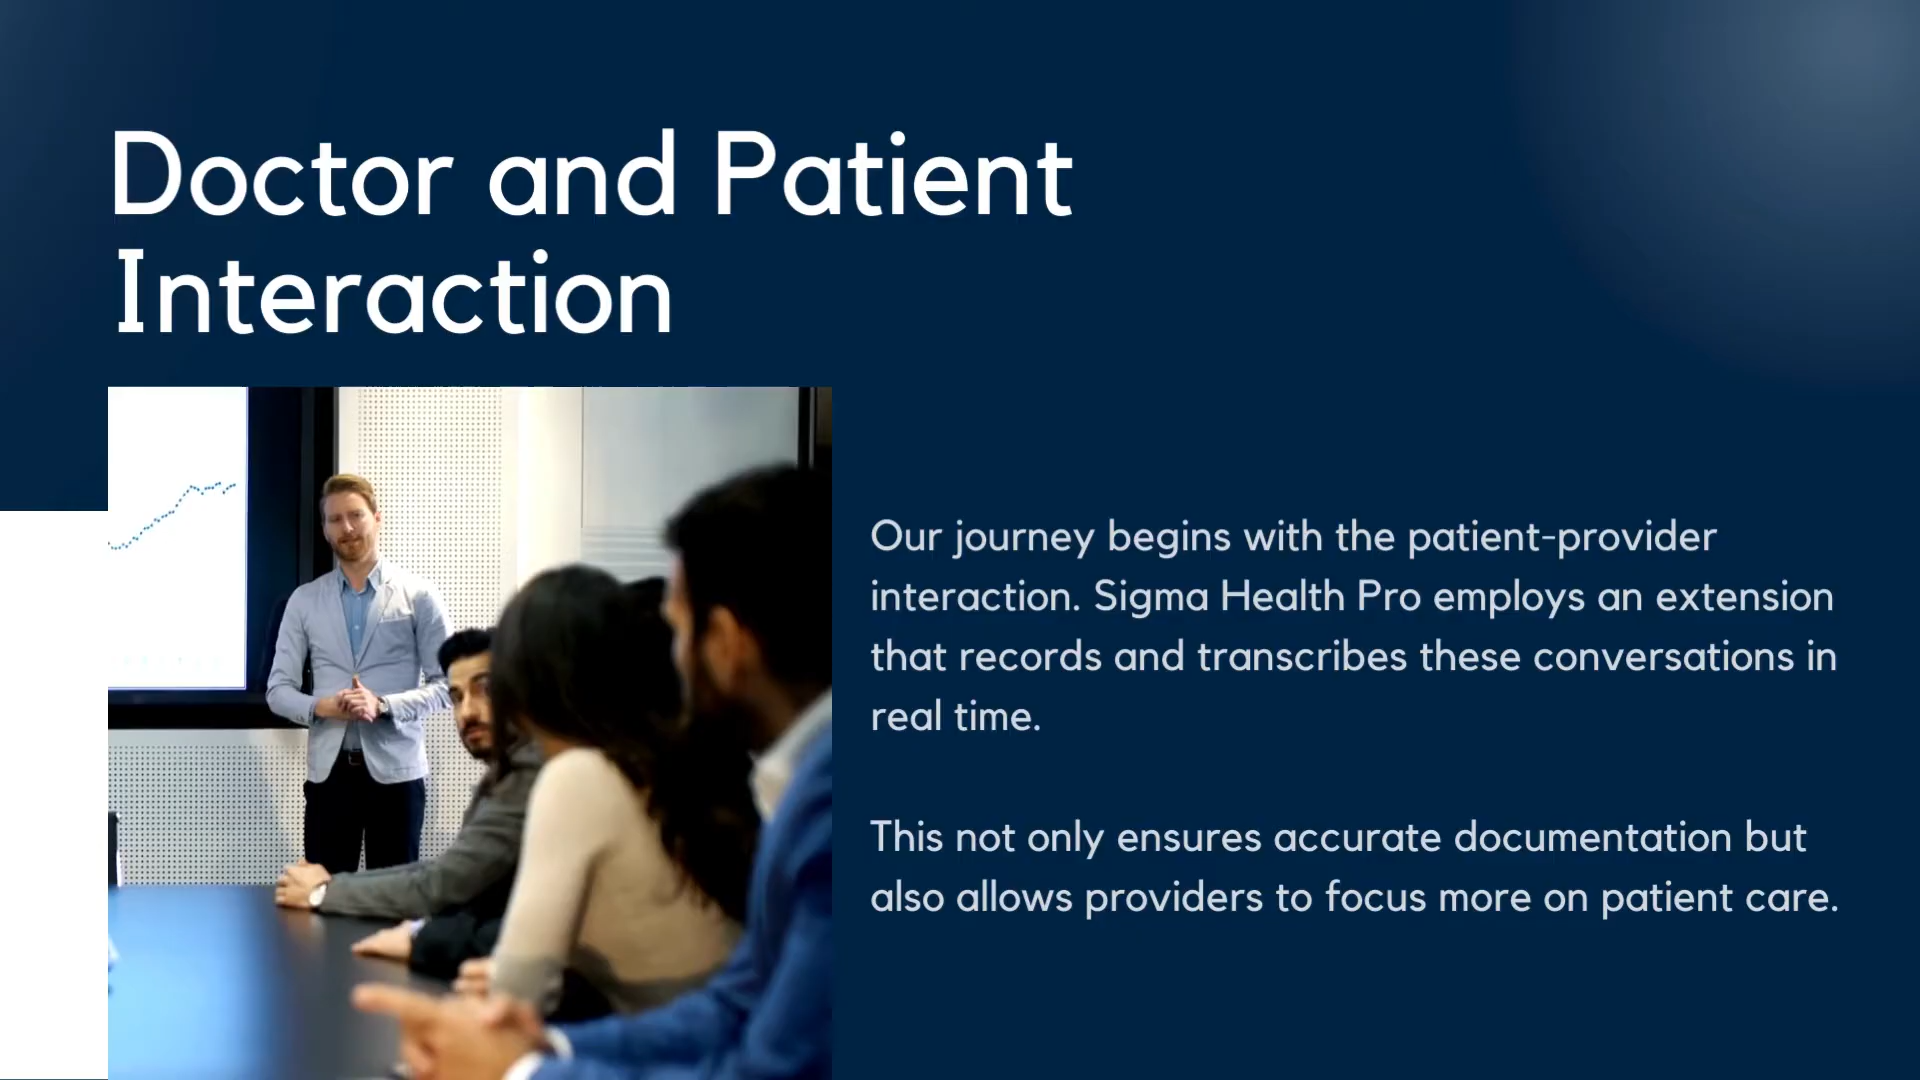 Doctor and Patient
Interaction
Our journey begins with the patient-provider
interaction. Sigma Health Pro employs an extension
that records and transcribes these conversations in
real time.
This not only ensures accurate documentation but
also allows providers to focus more on patient care.